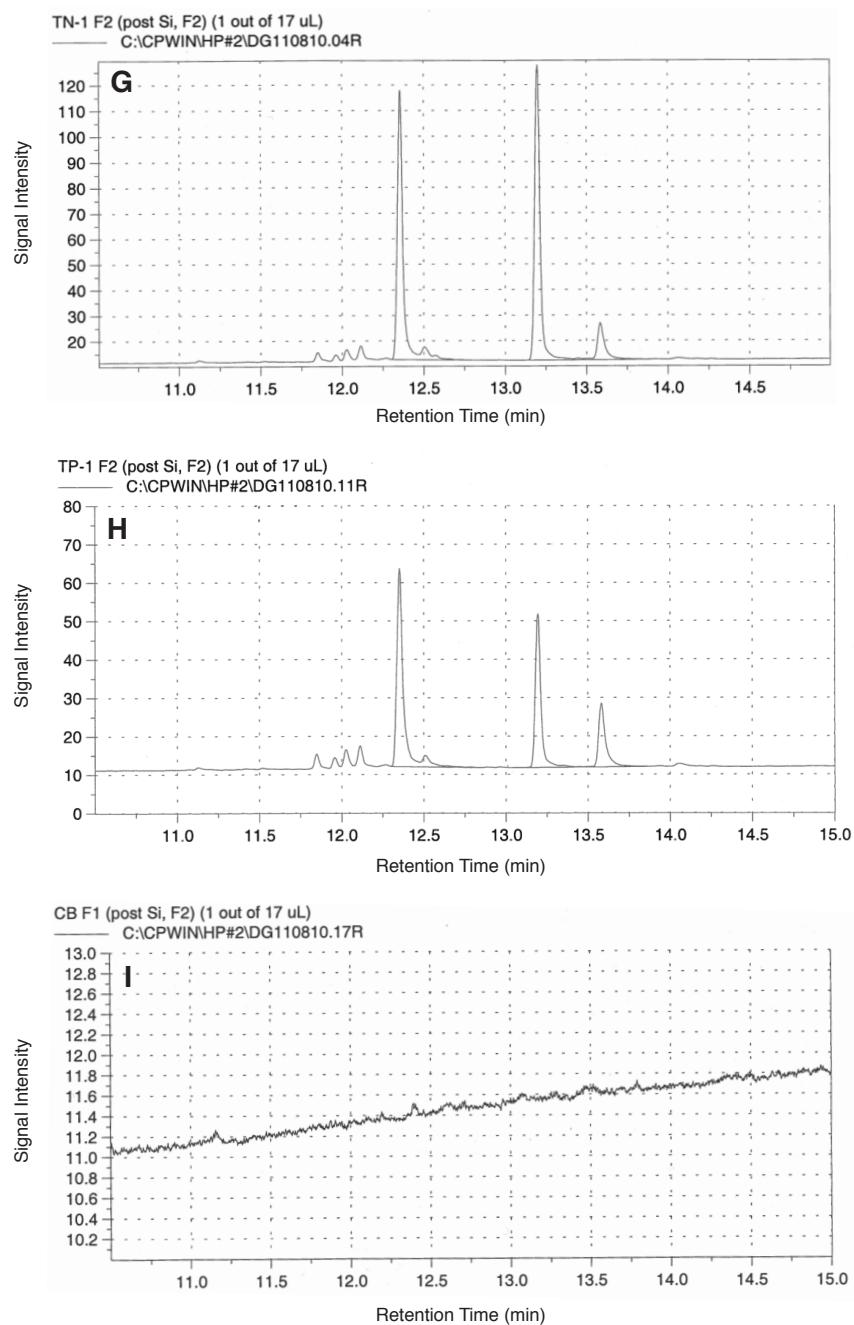 TN-1 F2 (post Si, F2) (1 out of 17 uL)
C:\CPWIN\HP#2\DG110810.04R
G
120
110
100
90
80
70
60
50
40
30
20
Signal Intensity
11.0 11.5 12.0 12.5 13.0 13.5 14.0 14.5
Retention Time (min)
TP-1 F2 (post Si, F2) (1 out of 17 uL)
C:\CPWIN\HP#2\DG110810.11R
H
80
70
60
50
40
30
20
10
0
Signal Intensity
11.0 11.5 12.0 12.5 13.0 13.5 14.0 14.5 15.0
Retention Time (min)
CB F1 (post Si, F2) (1 out of 17 uL)
C:\CPWIN\HP#2\DG110810.17R
I
13.0
12.8
12.6
12.4
12.2
12.0
11.8
11.6
11.4
11.2
11.0
10.8
10.6
10.4
10.2
Signal Intensity
11.0 11.5 12.0 12.5 13.0 13.5 14.0 14.5 15.0
Retention Time (min)